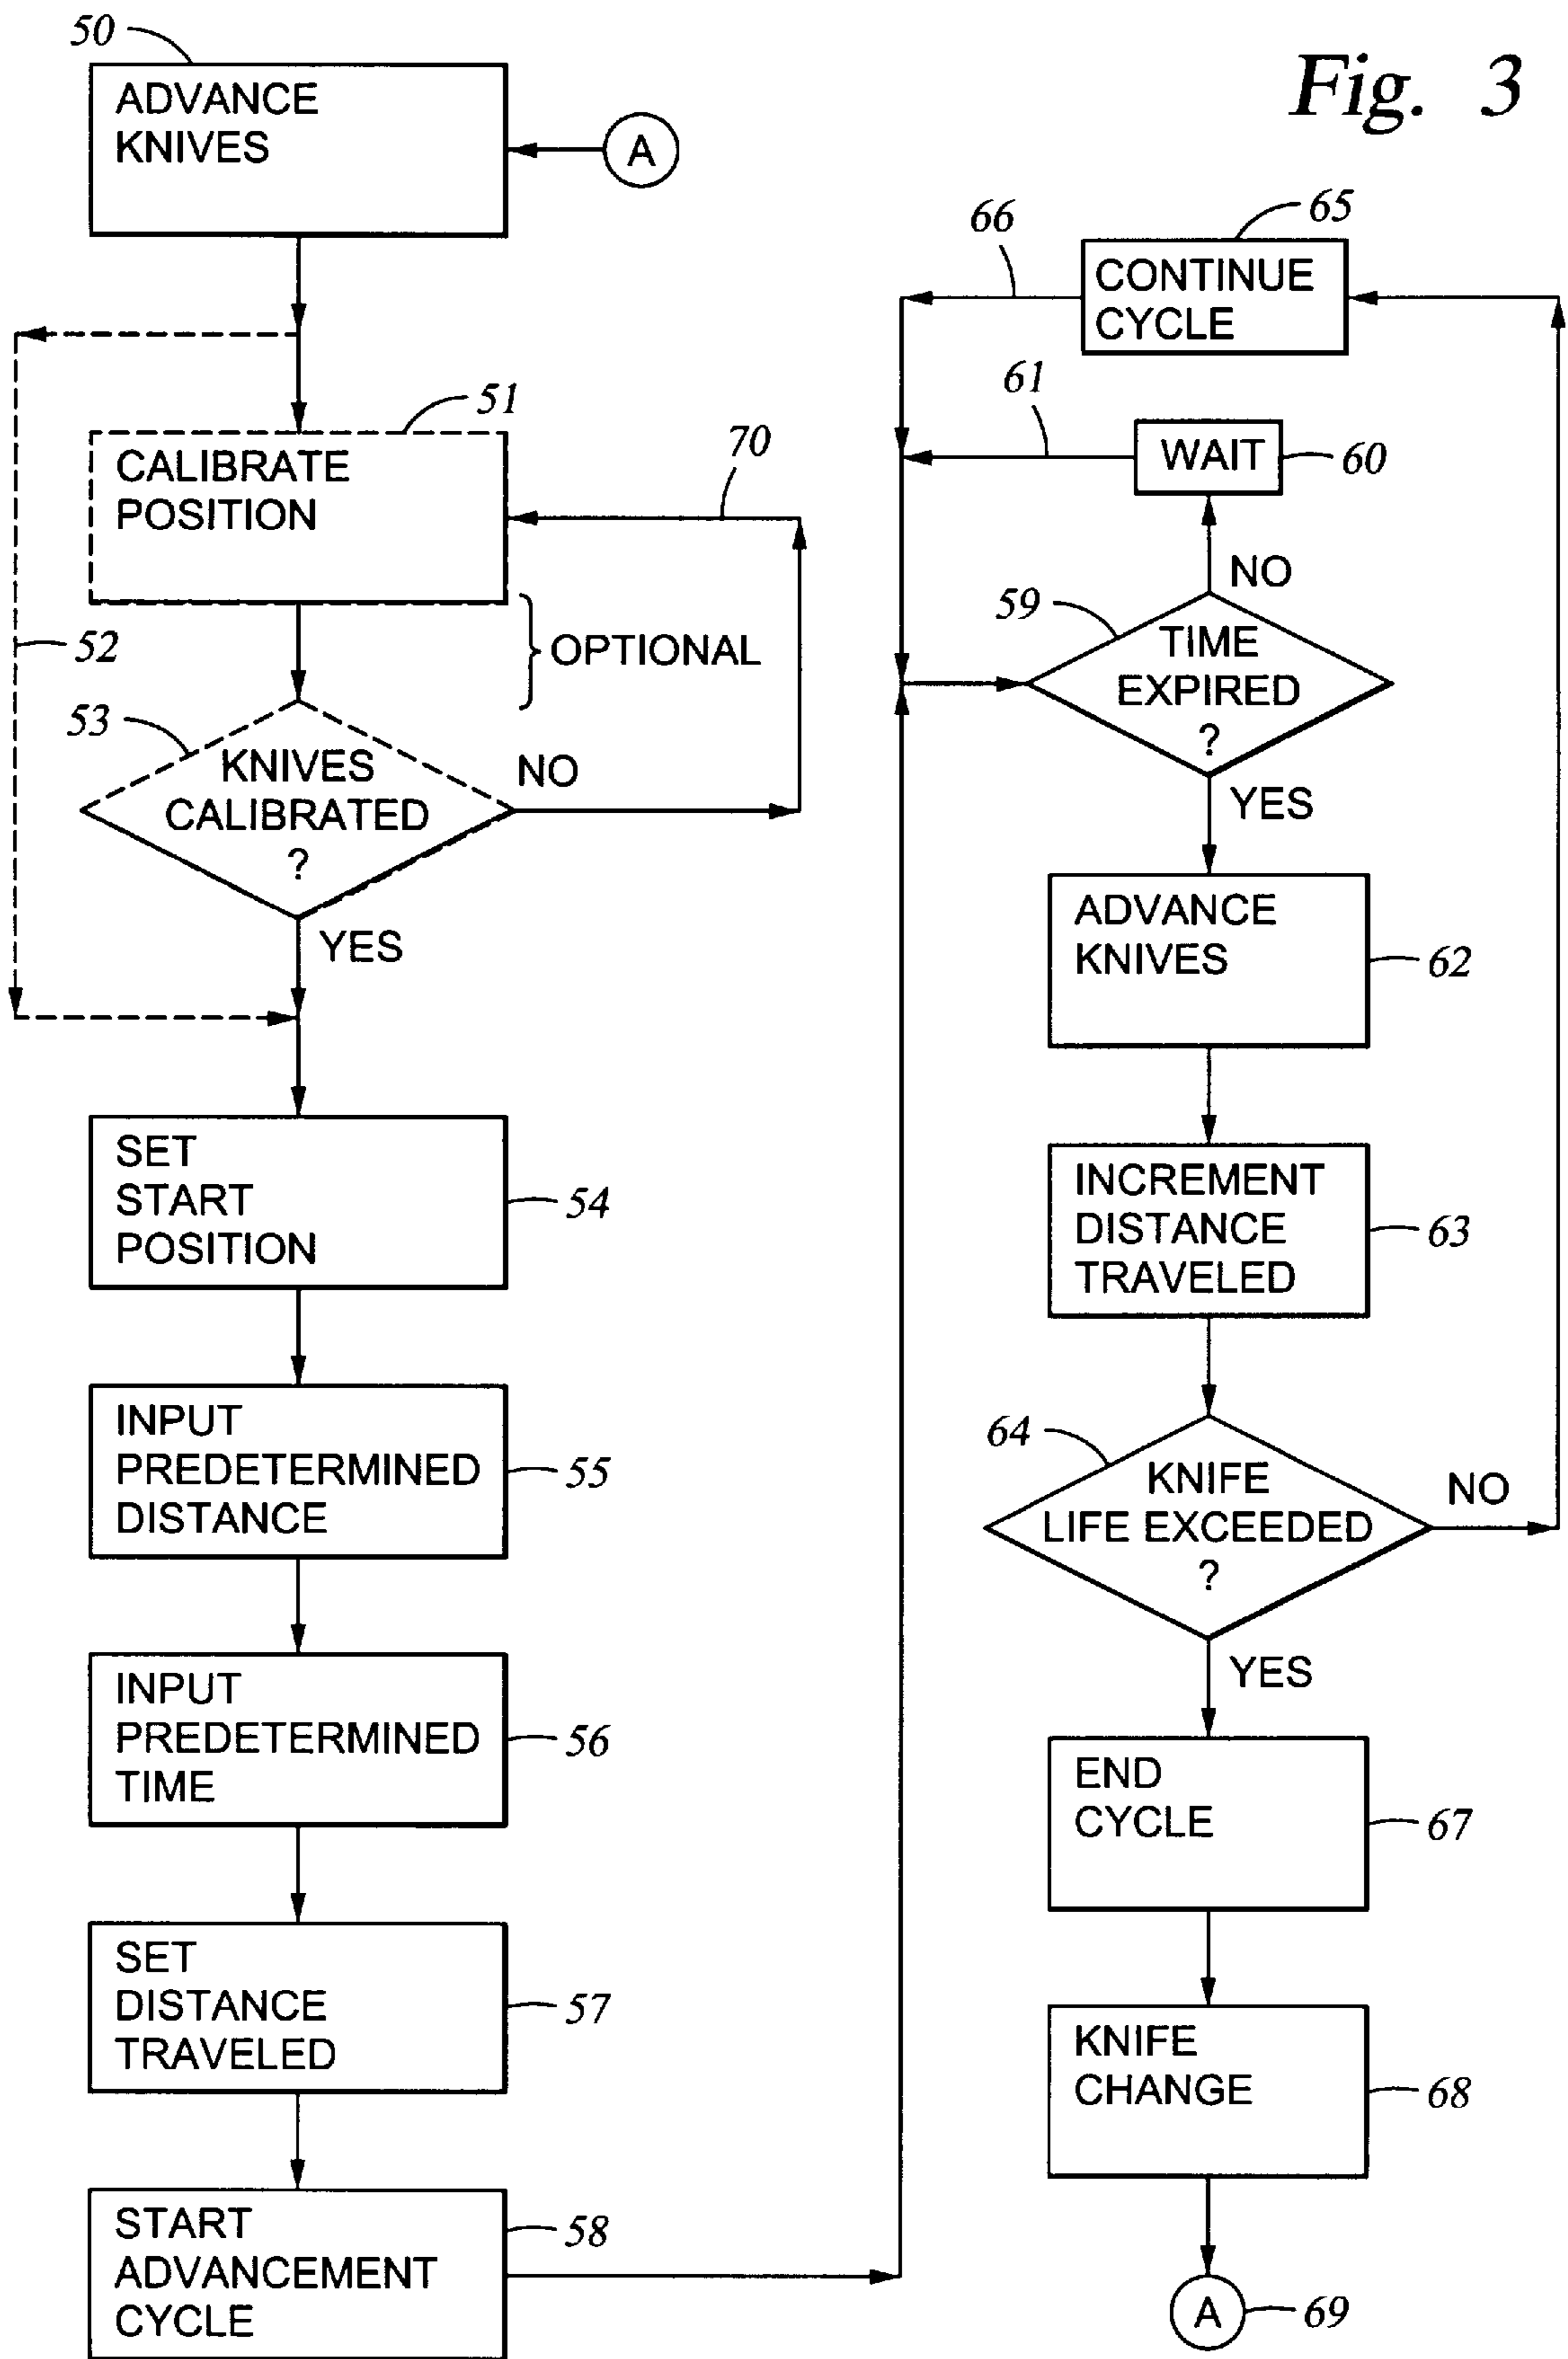 Fig. 3
50
ADVANCE
KNIVES
A
51
CALIBRATE
POSITION
70
52
OPTIONAL
53
KNIVES
CALIBRATED
?
NO
YES
SET
START
POSITION
54
INPUT
PREDETERMINED
DISTANCE
55
INPUT
PREDETERMINED
TIME
56
SET
DISTANCE
TRAVELED
57
START
ADVANCEMENT
CYCLE
58
66
65
CONTINUE
CYCLE
61
WAIT
60
NO
59
TIME
EXPIRED
?
YES
ADVANCE
KNIVES
62
INCREMENT
DISTANCE
TRAVELED
63
64
KNIFE
LIFE EXCEEDED
?
NO
YES
END
CYCLE
67
KNIFE
CHANGE
68
A
69